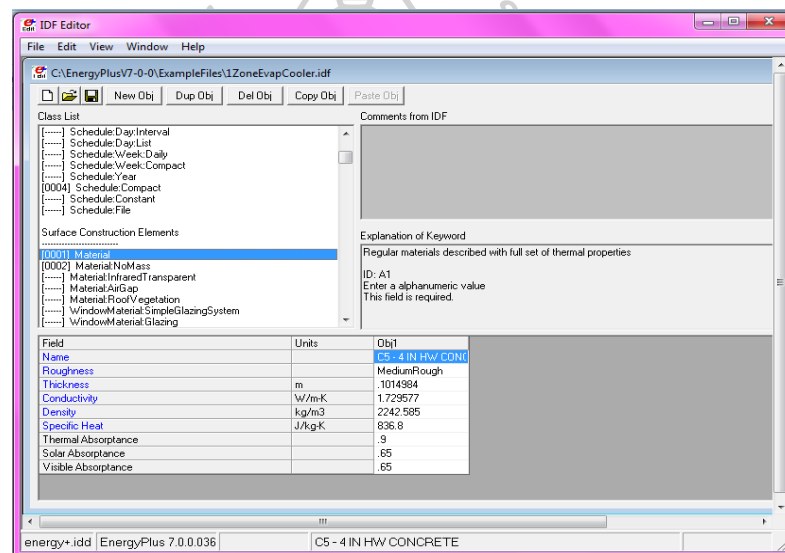 IDF Editor
File Edit View Window Help
C:\EnergyPlusV7-0-0\ExampleFiles\1ZoneEvapCooler.idf
New Obj Dup Obj Del Obj Copy Obj Paste Obj
Class List Comments from IDF
[------] Schedule:Day:Interval
[------] Schedule:Day:List
[------] Schedule:Week:Daily
[------] Schedule:Week:Compact
[------] Schedule:Year
[0004] Schedule:Compact
[------] Schedule:Constant
[------] Schedule:File
Surface Construction Elements
--------------------------
[0001] Material
[0002] Material:NoMass
[------] Material:InfraredTransparent
[------] Material:AirGap
[------] Material:RoofVegetation
[------] WindowMaterial:SimpleGlazingSystem
[------] WindowMaterial:Glazing
Explanation of Keyword
Regular materials described with full set of thermal properties
ID: A1
Enter a alphanumeric value
This field is required.
Field Units Obj1
Name C5 - 4 IN HW CONC
Roughness MediumRough
Thickness m .1014984
Conductivity W/m-K 1.729577
Density kg/m3 2242.585
Specific Heat J/kg-K 836.8
Thermal Absorptance .9
Solar Absorptance .65
Visible Absorptance .65
energy+.idd EnergyPlus 7.0.0.036 C5 - 4 IN HW CONCRETE